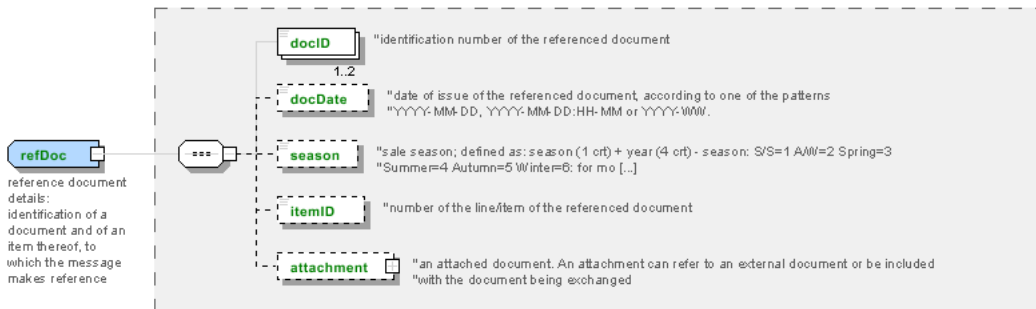 docID
"identification number of the referenced document
1..2
docDate
"date of issue of the referenced document, according to one of the patterns
"YYYY-MM-DD, YYYY-MM-DD:HH-MM or YYYY-WW.
refDoc
reference document
details:
identification of a
document and of an
item thereof, to
which the message
makes reference
season
"sale season; defined as: season (1 crt) + year (4 crt) - season: S/S=1 A/W=2 Spring=3
"Summer=4 Autumn=5 Winter=6: for mo [...]
itemID
"number of the line/item of the referenced document
attachment
"an attached document. An attachment can refer to an external document or be included
"with the document being exchanged